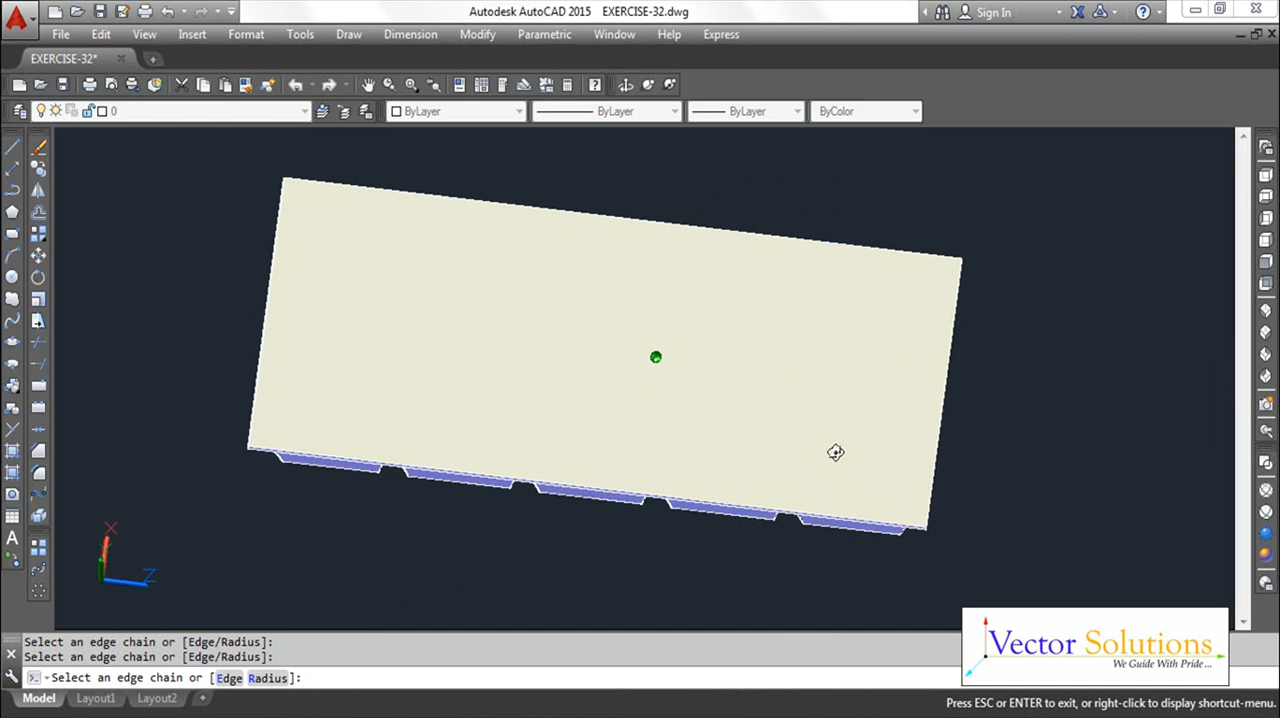 Autodesk AutoCAD 2015 EXERCISE-32.dwg
Sign In
File Edit View Insert Format Tools Draw Dimension Modify Parametric Window Help Express
EXERCISE-32*
0
ByLayer
ByLayer
ByLayer
ByColor
A
X
Z
Select an edge chain or [Edge/Radius]:
Select an edge chain or [Edge/Radius]:
Select an edge chain or [Edge Radius]:
Vector Solutions
We Guide With Pride...
Model Layout1 Layout2 +
Press ESC or ENTER to exit, or right-click to display shortcut-menu.